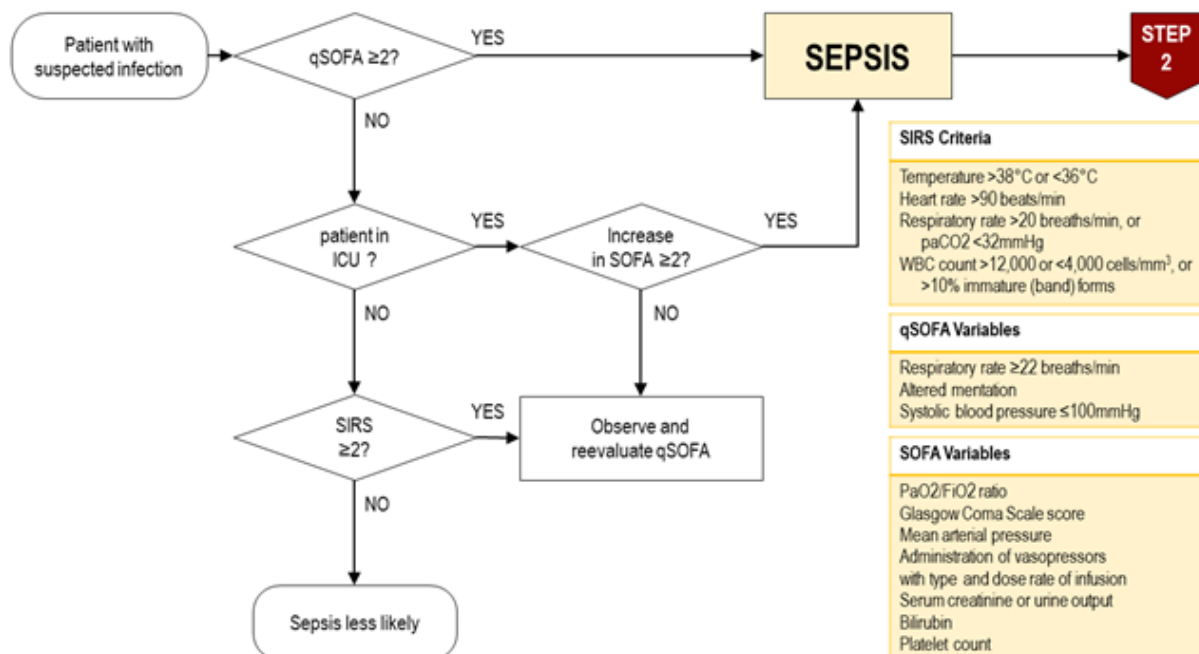 Patient with
suspected infection
qSOFA ≥2?
YES
SEPSIS
STEP
2
NO
patient in
ICU ?
YES
Increase
in SOFA ≥2?
YES
NO
NO
SIRS
≥2?
YES
Observe and
reevaluate qSOFA
NO
Sepsis less likely
SIRS Criteria
Temperature >38°C or <36°C
Heart rate >90 beats/min
Respiratory rate >20 breaths/min, or
paCO2 <32mmHg
WBC count >12,000 or <4,000 cells/mm³, or
>10% immature (band) forms
qSOFA Variables
Respiratory rate ≥22 breaths/min
Altered mentation
Systolic blood pressure ≤100mmHg
SOFA Variables
PaO2/FiO2 ratio
Glasgow Coma Scale score
Mean arterial pressure
Administration of vasopressors
with type and dose rate of infusion
Serum creatinine or urine output
Bilirubin
Platelet count